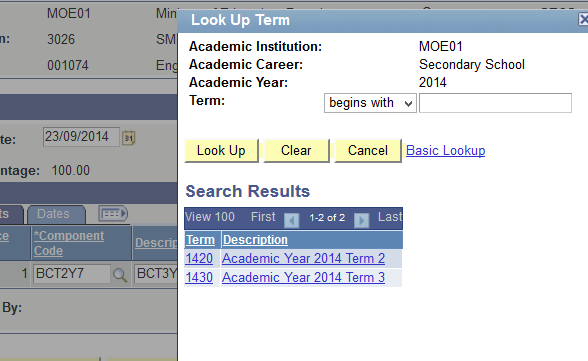 MOE01
3026
001074
te:
23/09/2014
31
ntage: 100.00
ts
Dates
ce
*Component Code
Descrip
1
BCT2Y7
BCT3Y
By:
Look Up Term
Academic Institution: MOE01
Academic Career: Secondary School
Academic Year: 2014
Term: begins with
Look Up
Clear
Cancel
Basic Lookup
Search Results
View 100 First 1-2 of 2 Last
Term Description
1420 Academic Year 2014 Term 2
1430 Academic Year 2014 Term 3